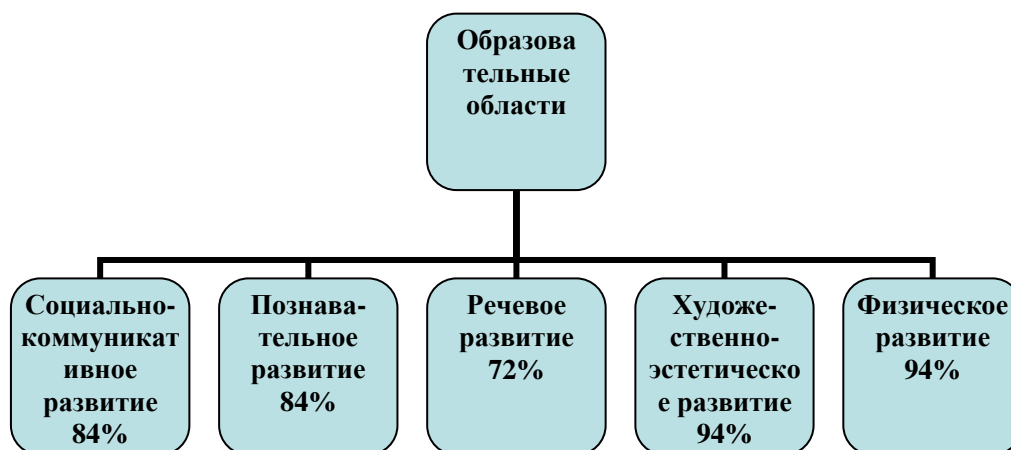 Образова
тельные
области
Социально-
коммуникат
ивное
развитие
84%
Познава-
тельное
развитие
84%
Речевое
развитие
72%
Художе-
ственно-
эстетическо
е развитие
94%
Физическое
развитие
94%